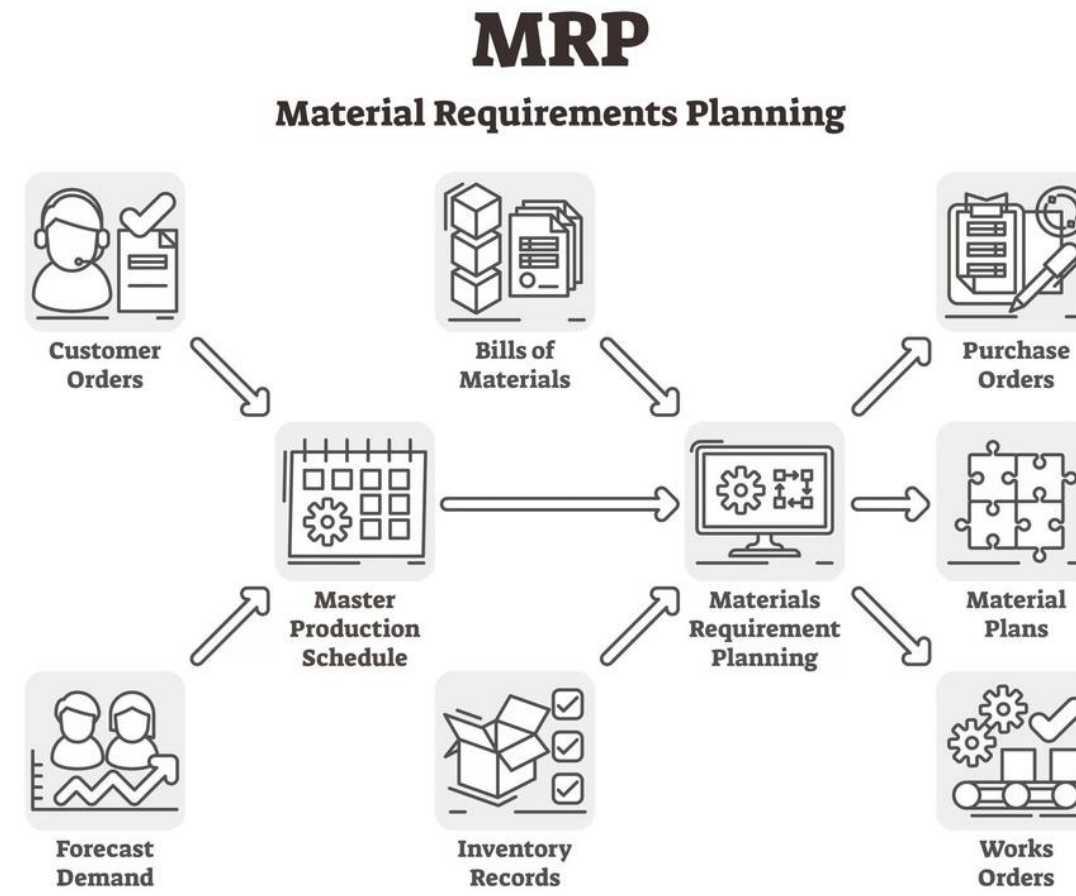 MRP
Material Requirements Planning
Customer
Orders
Bills of
Materials
Purchase
Orders
Master
Production
Schedule
Materials
Requirement
Planning
Material
Plans
Forecast
Demand
Inventory
Records
Works
Orders